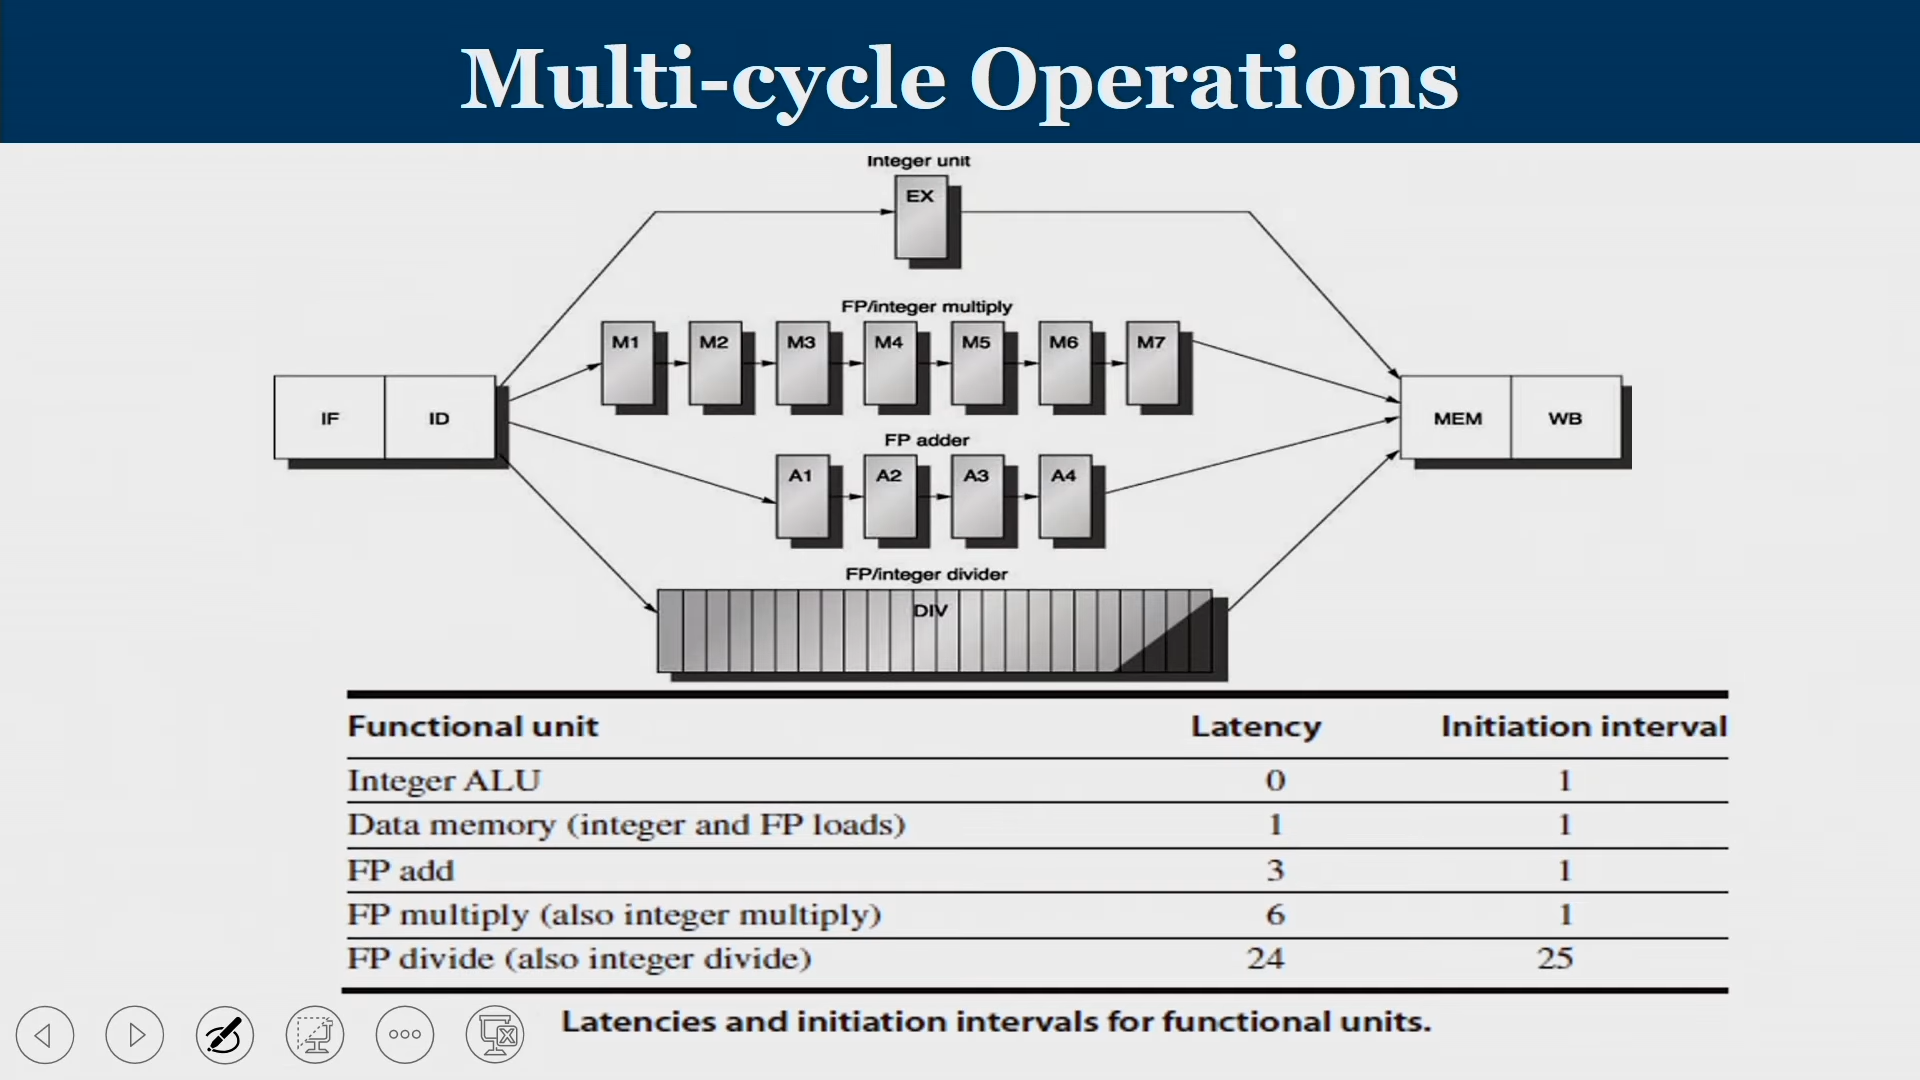 Multi-cycle Operations
Integer unit
EX
FP/integer multiply
M1 M2 M3 M4 M5 M6 M7
IF ID MEM WB
FP adder
A1 A2 A3 A4
FP/integer divider
DIV
Functional unit Latency Initiation interval
Integer ALU 0 1
Data memory (integer and FP loads) 1 1
FP add 3 1
FP multiply (also integer multiply) 6 1
FP divide (also integer divide) 24 25
Latencies and initiation intervals for functional units.